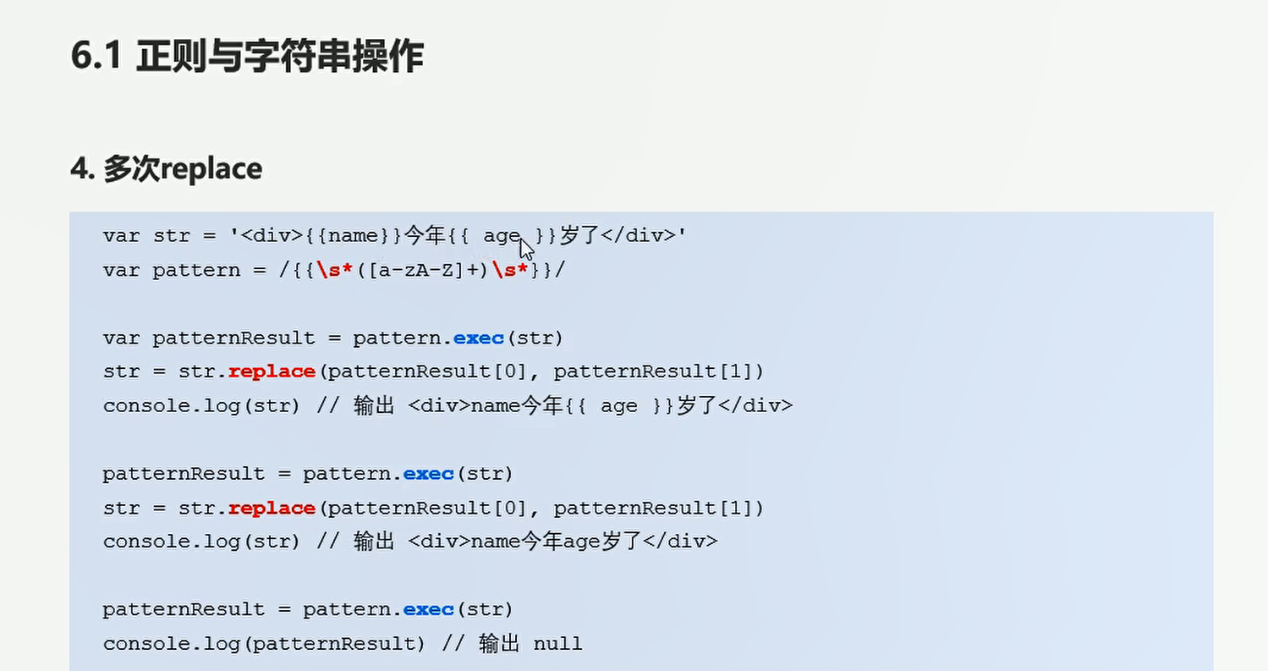 6.1 正则与字符串操作
4. 多次replace
var str = '<div>{{name}}今年{{ age }}岁了</div>'
var pattern = /{{\s*([a-zA-Z]+)\s*}}/
var patternResult = pattern.exec(str)
str = str.replace(patternResult[0], patternResult[1])
console.log(str) // 输出 <div>name今年{{ age }}岁了</div>
patternResult = pattern.exec(str)
str = str.replace(patternResult[0], patternResult[1])
console.log(str) // 输出 <div>name今年age岁了</div>
patternResult = pattern.exec(str)
console.log(patternResult) // 输出 null